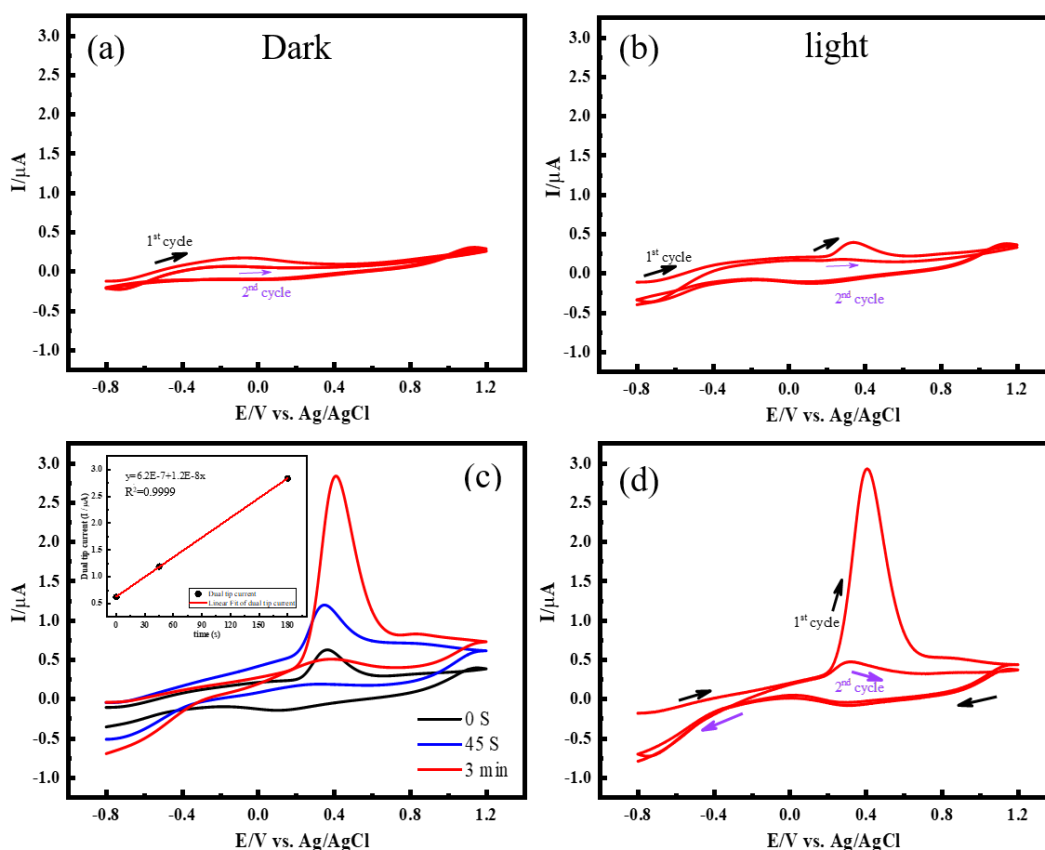 (a)
Dark
3.0
2.5
2.0
1.5
1.0
0.5
0.0
-0.5
-1.0
I/µA
1st cycle
2nd cycle
-0.8 -0.4 0.0 0.4 0.8 1.2
E/V vs. Ag/AgCl
(b)
light
3.0
2.5
2.0
1.5
1.0
0.5
0.0
-0.5
-1.0
I/µA
1st cycle
2nd cycle
-0.8 -0.4 0.0 0.4 0.8 1.2
E/V vs. Ag/AgCl
(c)
3.0
2.5
2.0
1.5
1.0
0.5
0.0
-0.5
-1.0
I/µA
y=6.2E-7+1.2E-8x
R²=0.9999
3.0
2.5
2.0
1.5
1.0
0.5
Dual tip current (I / µA)
Dual tip current
Linear Fit of dual tip current
0 30 60 90 120 150 180
time (s)
0 S
45 S
3 min
-0.8 -0.4 0.0 0.4 0.8 1.2
E/V vs. Ag/AgCl
(d)
3.0
2.5
2.0
1.5
1.0
0.5
0.0
-0.5
-1.0
I/µA
1st cycle
2nd cycle
-0.8 -0.4 0.0 0.4 0.8 1.2
E/V vs. Ag/AgCl